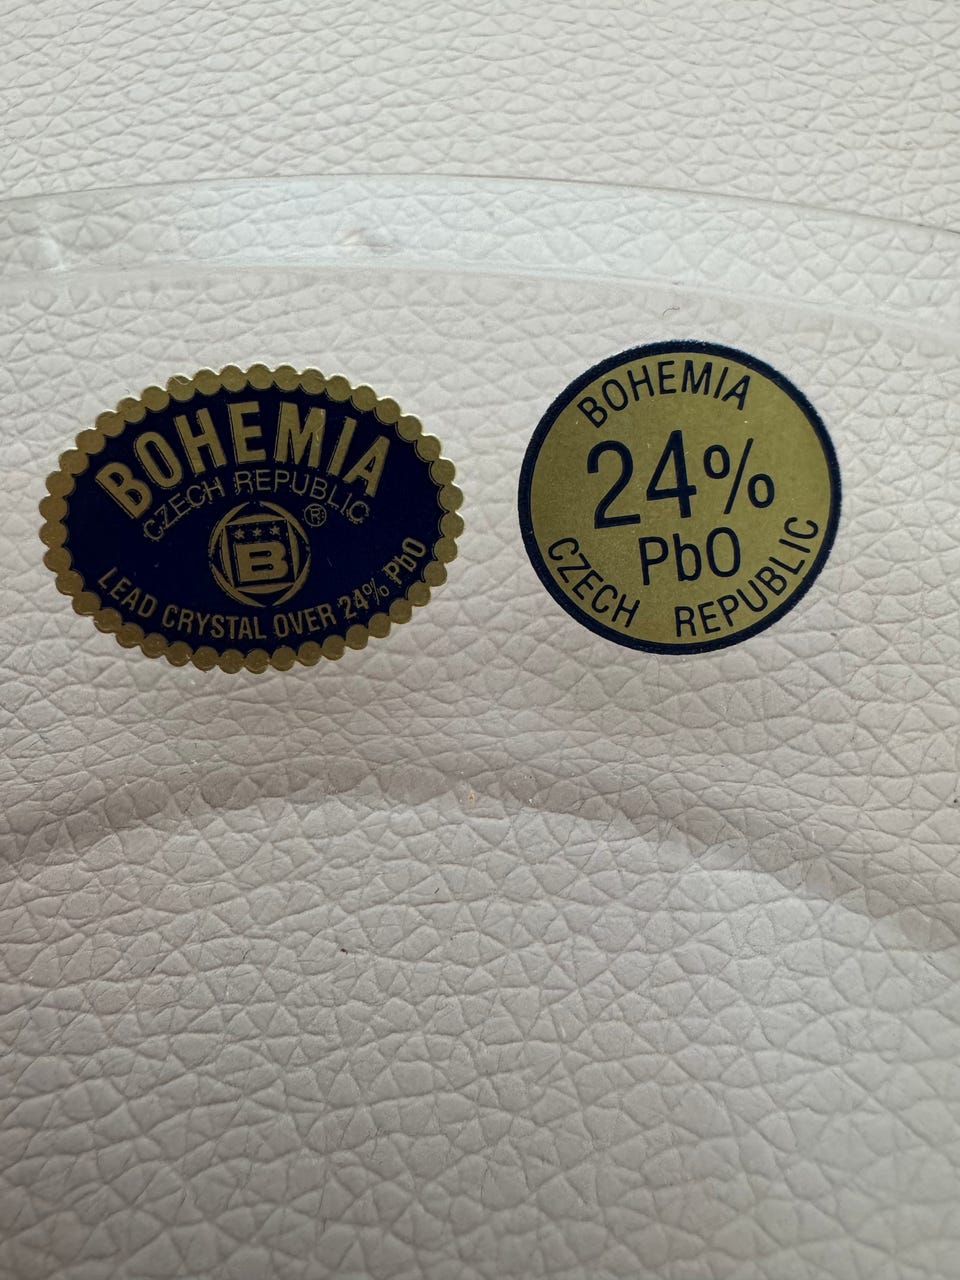 BOHEMIA
CZECH REPUBLIC
®
B
LEAD CRYSTAL OVER 24% PbO
BOHEMIA
24%
PbO
CZECH REPUBLIC